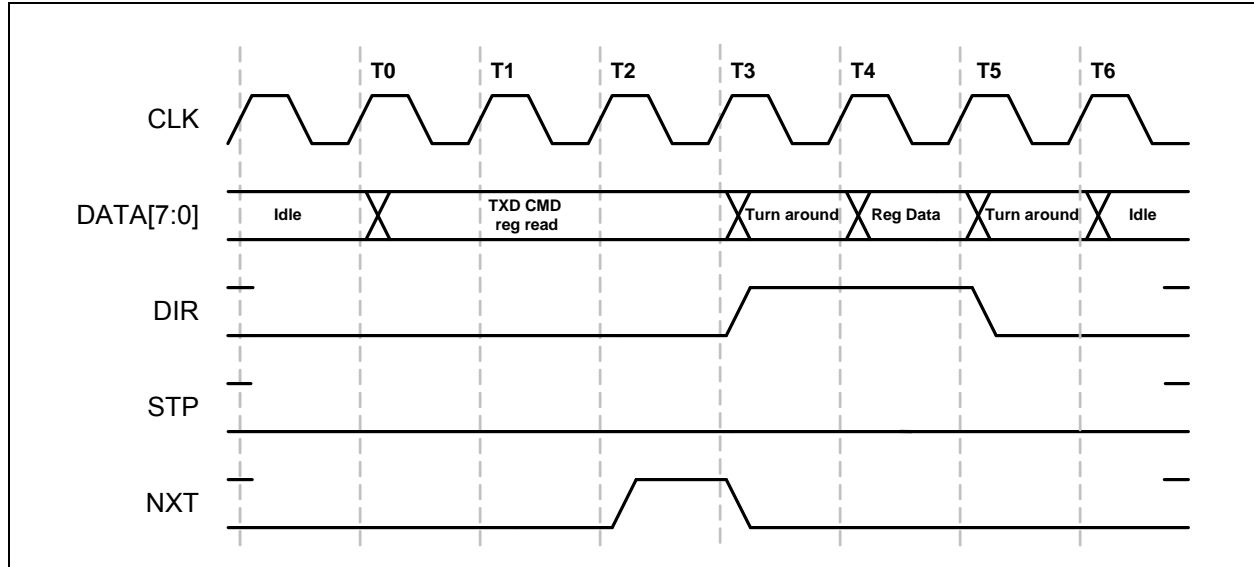 T0 T1 T2 T3 T4 T5 T6
CLK
DATA[7:0]
Idle
TXD CMD
reg read
Turn around
Reg Data
Turn around
Idle
DIR
STP
NXT